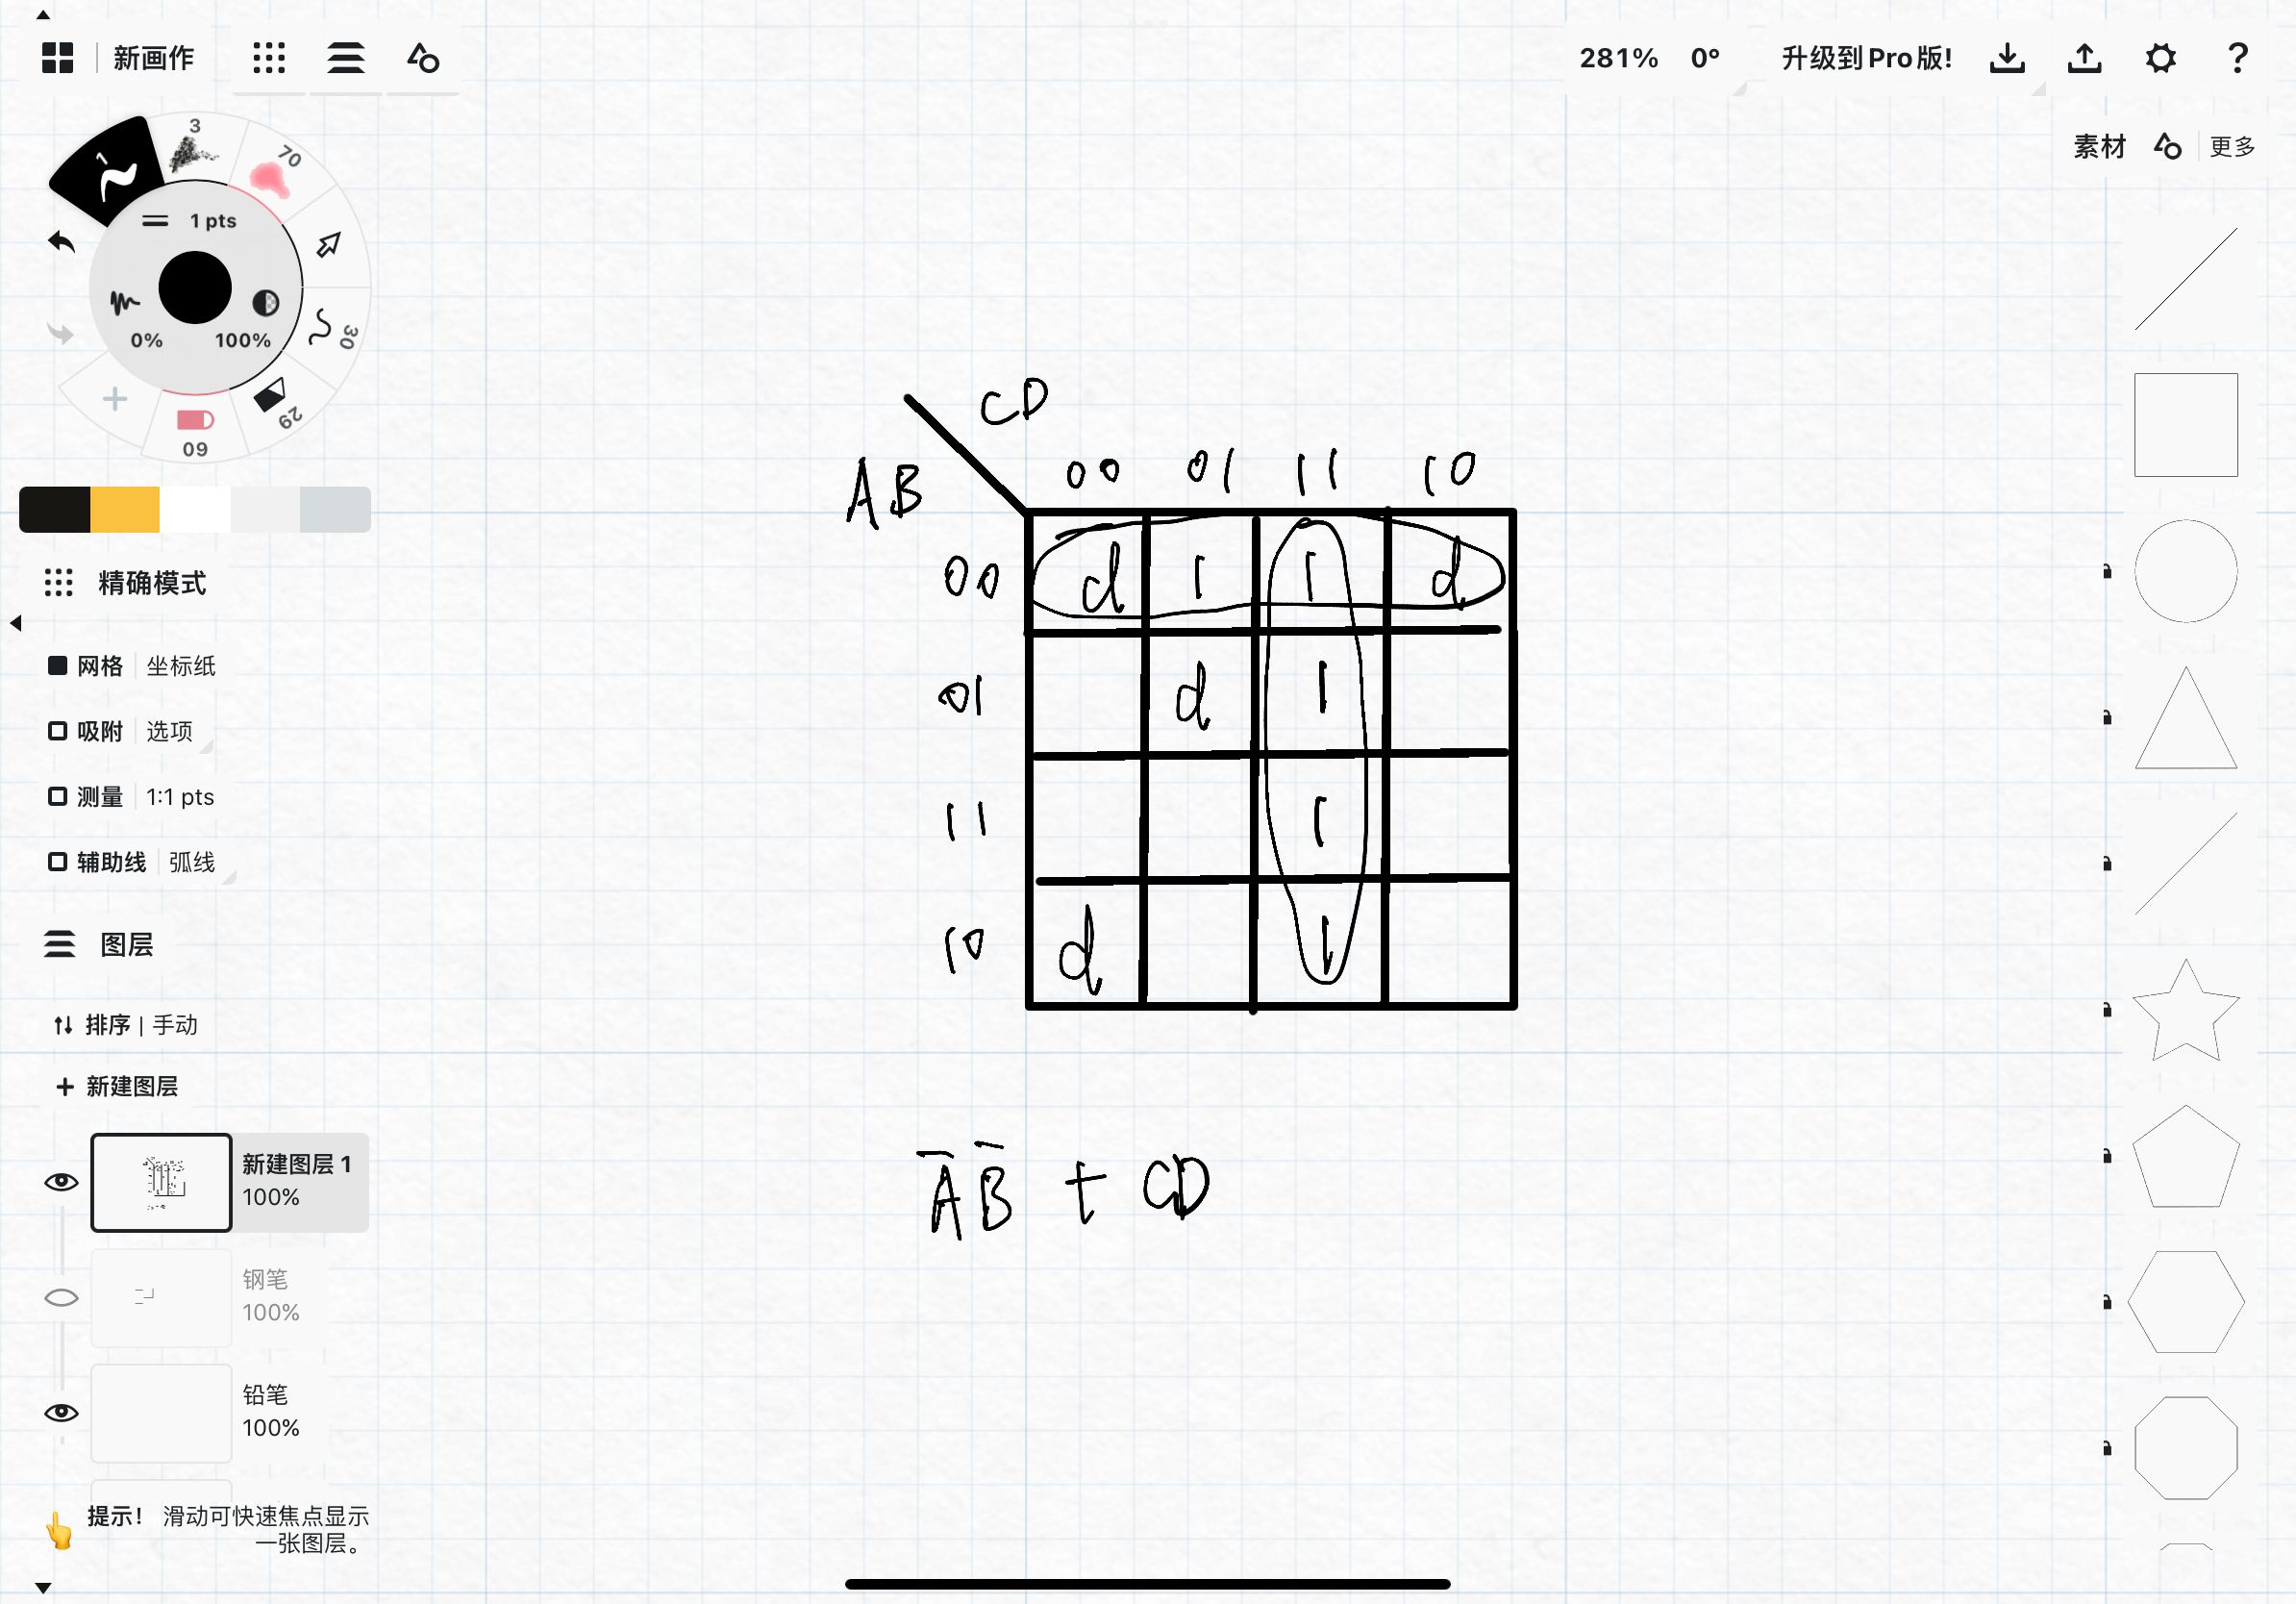 新画作
281% 0° 升级到Pro版!
素材 更多
3
70
1
1 pts
30
0% 100%
29
60
精确模式
网格 坐标纸
吸附 选项
测量 1:1 pts
辅助线 弧线
图层
排序 | 手动
+ 新建图层
新建图层 1
100%
钢笔
100%
铅笔
100%
提示! 滑动可快速焦点显示
一张图层。
CD
AB
00 01 11 10
00 d 1 1 d
01 d 1
11 1
10 d 1
A̅ B̅ + CD